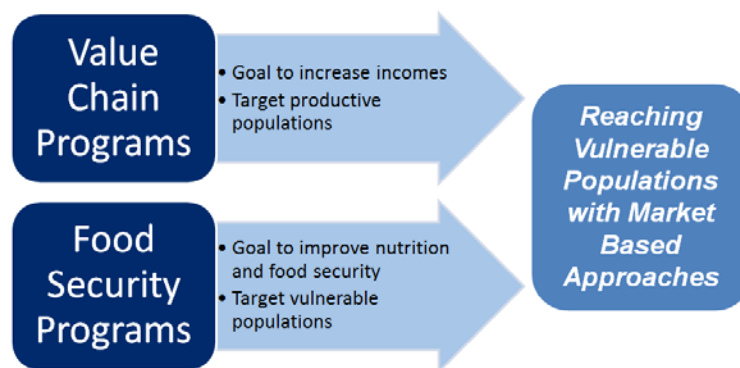 Value
Chain
Programs
• Goal to increase incomes
• Target productive
populations
Food
Security
Programs
• Goal to improve nutrition
and food security
• Target vulnerable
populations
Reaching
Vulnerable
Populations
with Market
Based
Approaches